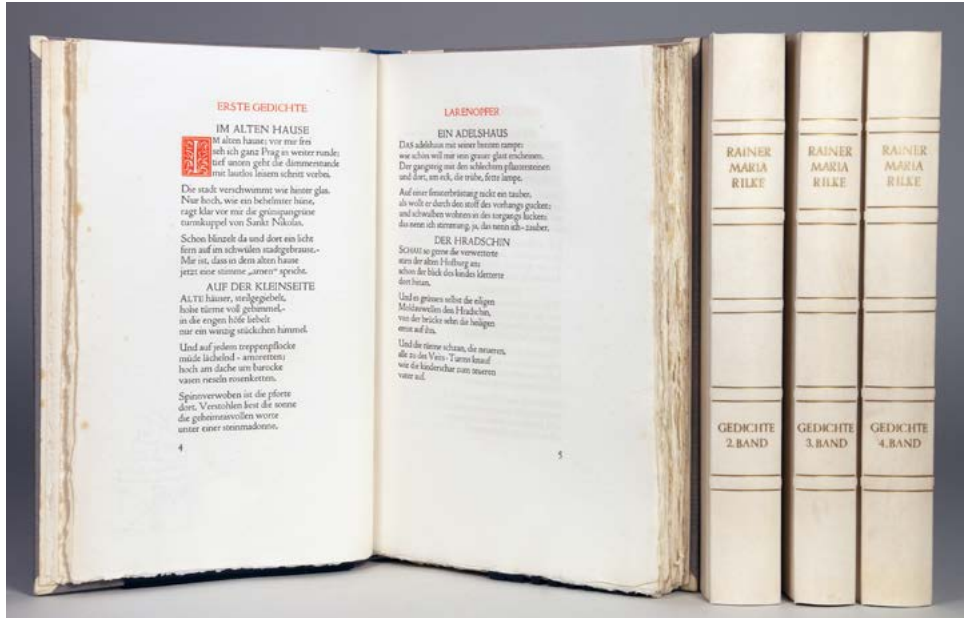 ERSTE GEDICHTE
IM ALTEN HAUSE
IM alten hause; vor mir frei
seh ich ganz Prag in weiter runde;
tief unten geht die dämmerstunde
mit lautlos leisem schritt vorbei.
Die stadt verschwimmt wie hinter glas.
Nur hoch, wie ein behelmter hüne,
ragt klar vor mir die grünspangrüne
turmkuppel von Sankt Nikolas.
Schon blinzelt da und dort ein licht
fern auf im schwülen stadtgebrause.-
Mir ist, dass in dem alten hause
jetzt eine stimme „amen“ spricht.
AUF DER KLEINSEITE
ALTE häuser, steilgegiebelt,
hohe türme voll gebimmel,-
in die engen höfe liebelt
nur ein winzig stückchen himmel.
Und auf jedem treppenpflocke
müde lächelnd - amoretten;
hoch am dache um barocke
vasen rieseln rosenketten.
Spinnverwoben ist die pforte
dort. Verstohlen liest die sonne
die geheimnisvollen worte
unter einer steinmadonne.
4
LARENOPFER
EIN ADELSHAUS
DAS adelshaus mit seiner breiten rampe:
wie schön will mir sein grauer glast erscheinen.
Der gangsteig mit den schlechten pflastersteinen
und dort, am eck, die trübe, fette lampe.
Auf einer fensterbrüstung nickt ein tauber,
als wollt er durch den stoff des vorhangs gucken;
und schwalben wohnen in des torgangs lucken:
das nenn ich stimmung, ja, das nenn ich - zauber.
DER HRADSCHIN
SCHAU so gerne die verwetterte
stirn der alten Hofburg an;
schon der blick des kindes kletterte
dort hinan.
Und es grüssen selbst die eiligen
Moldauwellen den Hradschin,
von der brücke sehn die heiligen
ernst auf ihn.
Und die türme schaun, die neueren,
alle zu des Veits-Turms knauf
wie die kinderschar zum teueren
vater auf.
5
RAINER
MARIA
RILKE
GEDICHTE
2. BAND
RAINER
MARIA
RILKE
GEDICHTE
3. BAND
RAINER
MARIA
RILKE
GEDICHTE
4. BAND